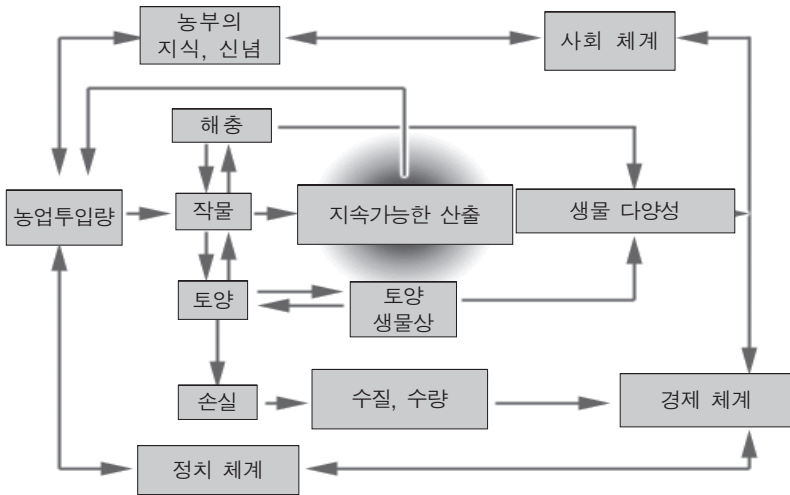 농부의
지식, 신념
사회 체계
해충
농업투입량
작물
지속가능한 산출
생물 다양성
토양
토양
생물상
손실
수질, 수량
경제 체계
정치 체계